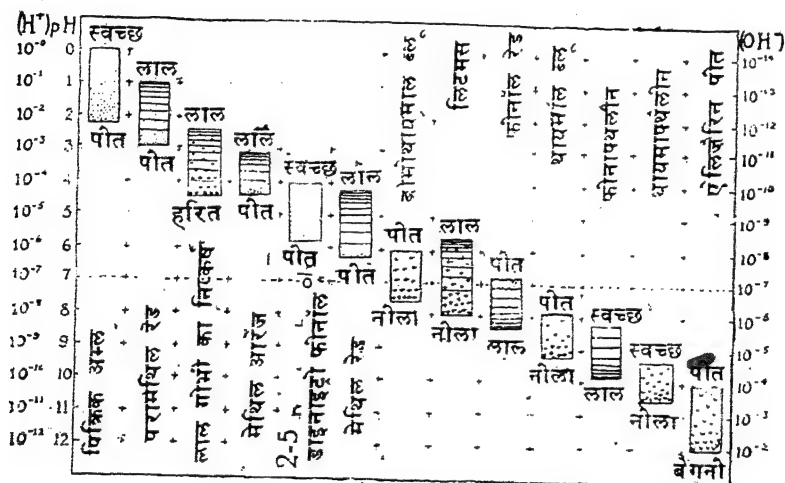 (H⁺) pH
(OH⁻)
10⁻⁰ 0
10⁻¹ 1
10⁻² 2
10⁻³ 3
10⁻⁴ 4
10⁻⁵ 5
10⁻⁶ 6
10⁻⁷ 7
10⁻⁸ 8
10⁻⁹ 9
10⁻¹⁰ 10
10⁻¹¹ 11
10⁻¹² 12
स्वच्छ
पीत
पिक्रिक अम्ल
लाल
पीत
परामेथिल रेड
लाल
हरित
लाल गोभी का निष्कर्ष
लाल
पीत
मेथिल ऑरेंज
स्वच्छ
पीत
2-5
डाइनाइट्रो फीनॉल
लाल
पीत
मेथिल रेड
ब्रोमोथायमाल ब्लू
पीत
नीला
लिटमस
लाल
नीला
फीनॉल रेड
पीत
लाल
थायमॉल ब्लू
पीत
नीला
फीनाप्थलीन
स्वच्छ
लाल
थायमाप्थलीन
स्वच्छ
नीला
ऐलिज़ैरिन पीत
पीत
बैंगनी
10⁻¹⁴
10⁻¹³
10⁻¹²
10⁻¹¹
10⁻¹⁰
10⁻⁹
10⁻⁸
10⁻⁷
10⁻⁶
10⁻⁵
10⁻⁴
10⁻³
10⁻²